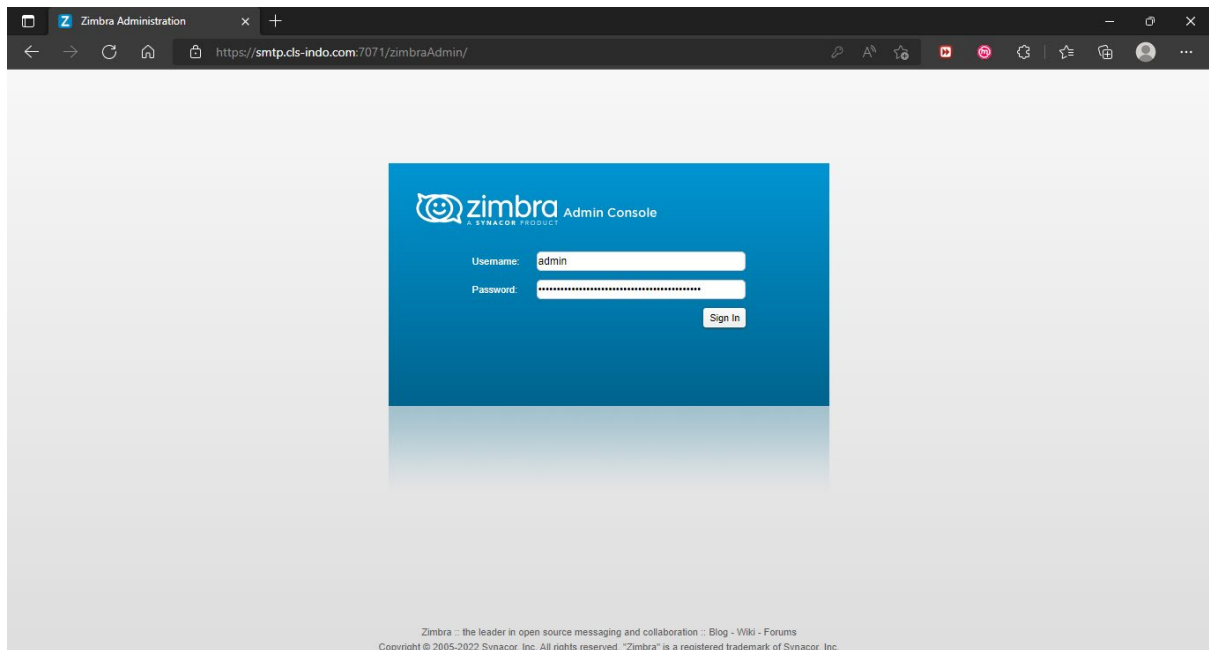 Zimbra Administration
https://smtp.cls-indo.com:7071/zimbraAdmin/
zimbra Admin Console
A SYNACOR PRODUCT
Username: admin
Password: ••••••••••••••••••••••••••••••••••••••••••••
Sign In
Zimbra :: the leader in open source messaging and collaboration :: Blog - Wiki - Forums
Copyright © 2005-2022 Synacor, Inc. All rights reserved. "Zimbra" is a registered trademark of Synacor, Inc.